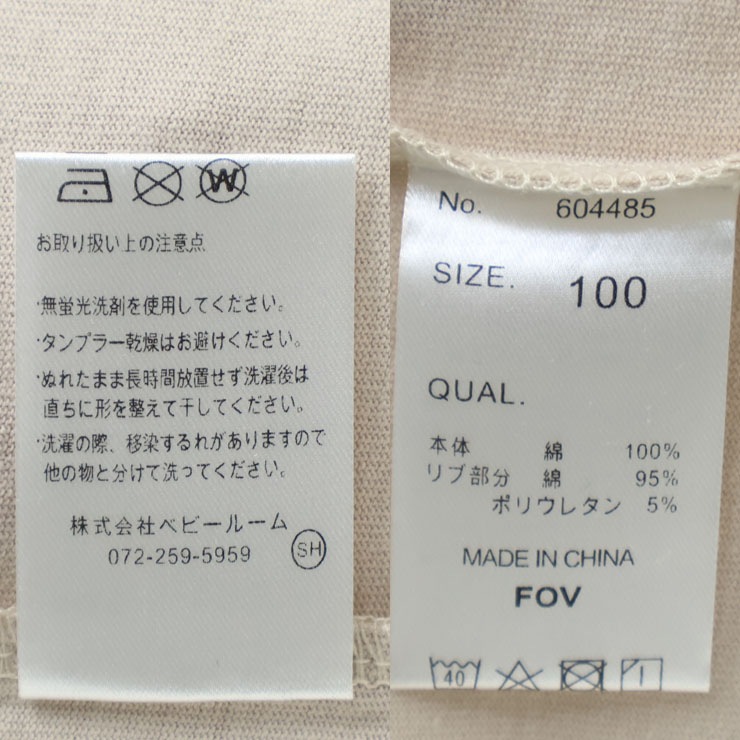 W
お取り扱い上の注意点
・無蛍光洗剤を使用してください。
・タンプラー乾燥はお避けください。
・ぬれたまま長時間放置せず洗濯後は
直ちに形を整えて干してください。
・洗濯の際、移染するれがありますので
他の物と分けて洗ってください。
株式会社ベビールーム
072-259-5959
SH
No. 604485
SIZE. 100
QUAL.
本体 綿 100%
リブ部分 綿 95%
ポリウレタン 5%
MADE IN CHINA
FOV
40